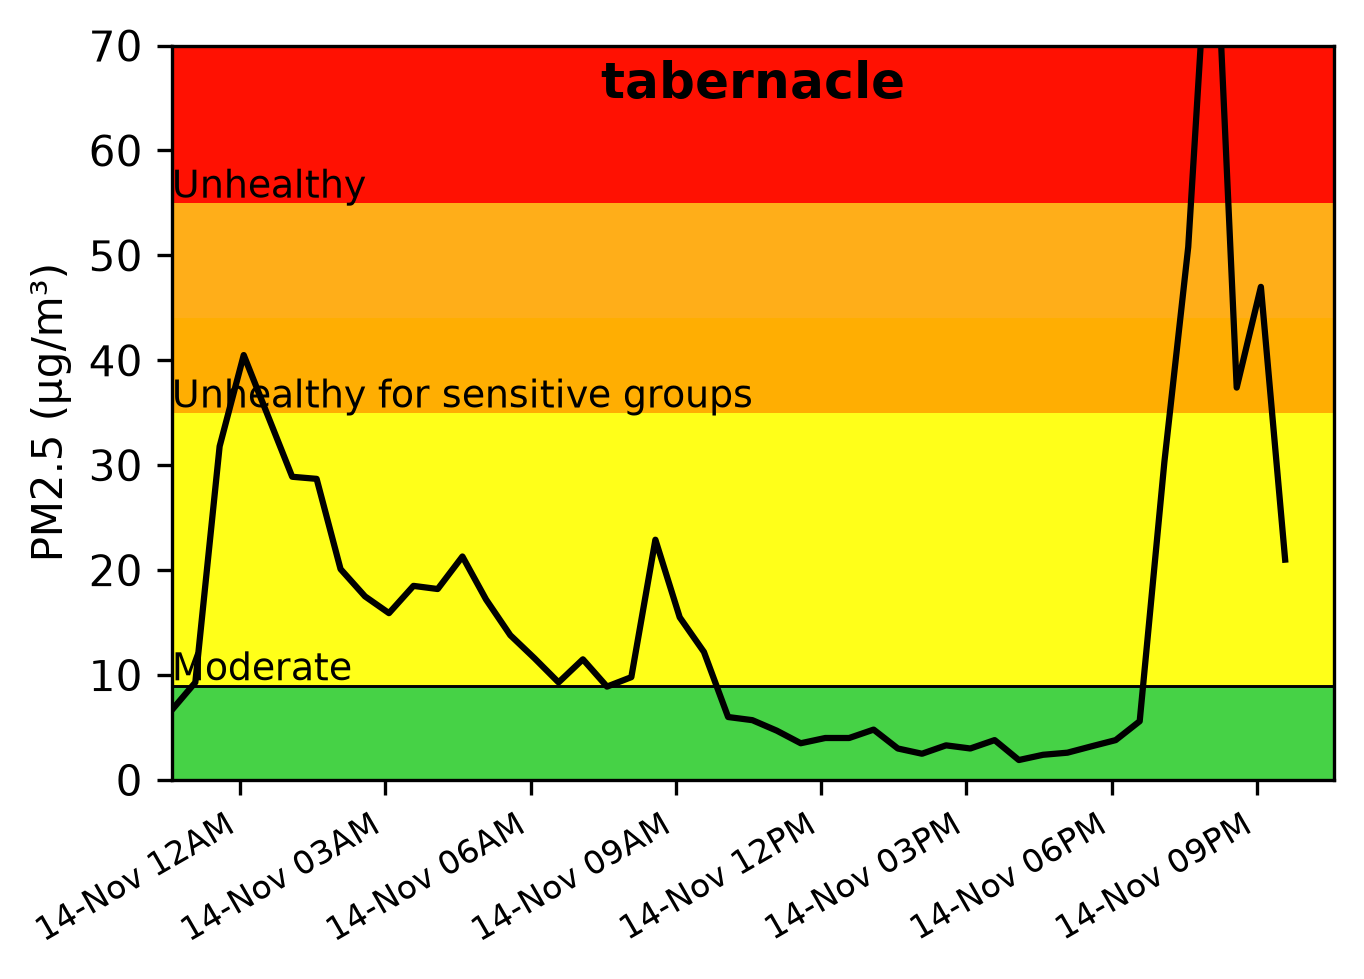 tabernacle
PM2.5 (µg/m³)
70
60
50
40
30
20
10
0
Unhealthy
Unhealthy for sensitive groups
Moderate
14-Nov 12AM
14-Nov 03AM
14-Nov 06AM
14-Nov 09AM
14-Nov 12PM
14-Nov 03PM
14-Nov 06PM
14-Nov 09PM